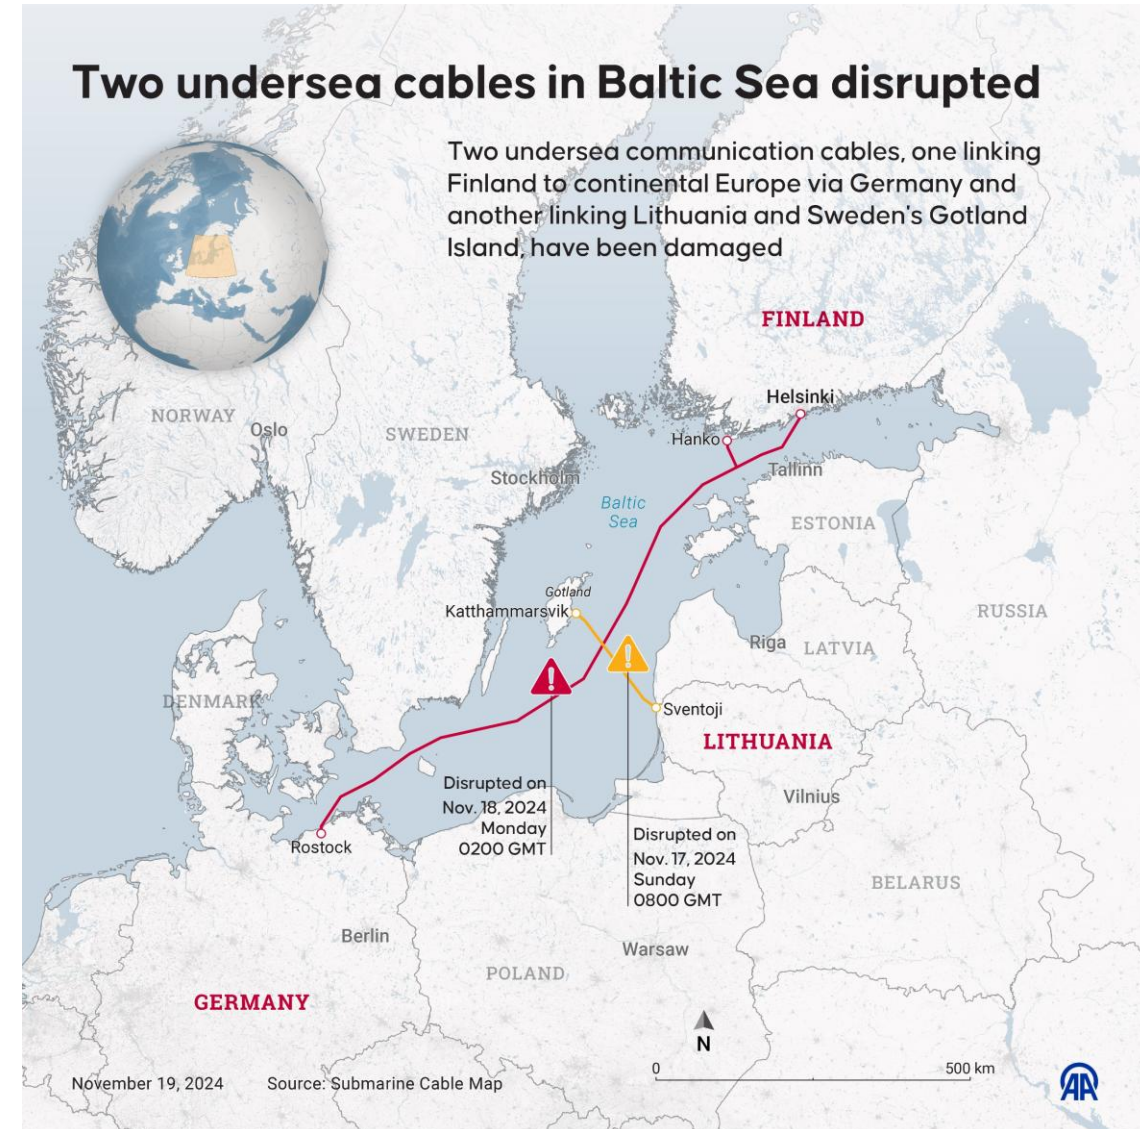 Two undersea cables in Baltic Sea disrupted
Two undersea communication cables, one linking
Finland to continental Europe via Germany and
another linking Lithuania and Sweden's Gotland
Island, have been damaged
FINLAND
Helsinki
NORWAY
Oslo
SWEDEN
Hanko
Stockholm
Tallinn
Baltic
Sea
ESTONIA
Gotland
Katthammarsvik
RUSSIA
Riga
LATVIA
DENMARK
Sventoji
LITHUANIA
Disrupted on
Nov. 18, 2024
Monday
0200 GMT
Vilnius
Disrupted on
Nov. 17, 2024
Sunday
0800 GMT
Rostock
BELARUS
Berlin
Warsaw
POLAND
GERMANY
N
0
500 km
November 19, 2024
Source: Submarine Cable Map
AA